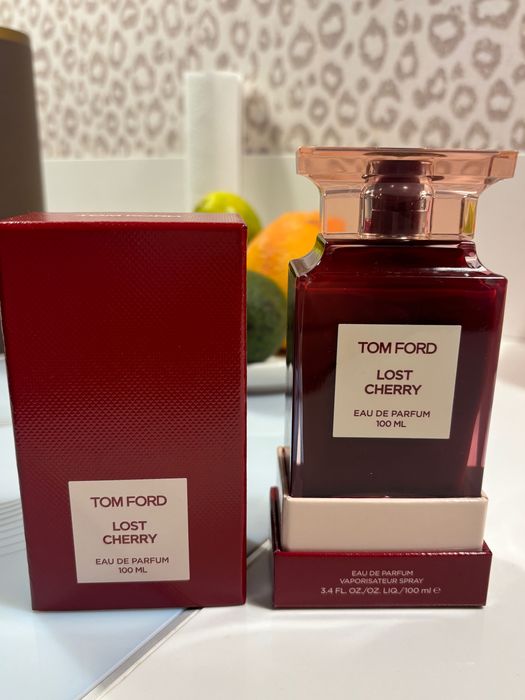 TOM FORD
LOST
CHERRY
EAU DE PARFUM
100 ML
TOM FORD
LOST
CHERRY
EAU DE PARFUM
100 ML
EAU DE PARFUM
VAPORISATEUR SPRAY
3.4 FL. OZ./OZ. LIQ./100 ml ℮